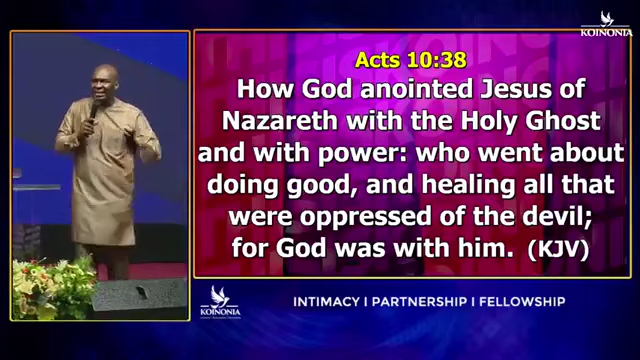 KOINONIA
Acts 10:38
How God anointed Jesus of
Nazareth with the Holy Ghost
and with power: who went about
doing good, and healing all that
were oppressed of the devil;
for God was with him. (KJV)
KOINONIA
INTIMACY I PARTNERSHIP I FELLOWSHIP